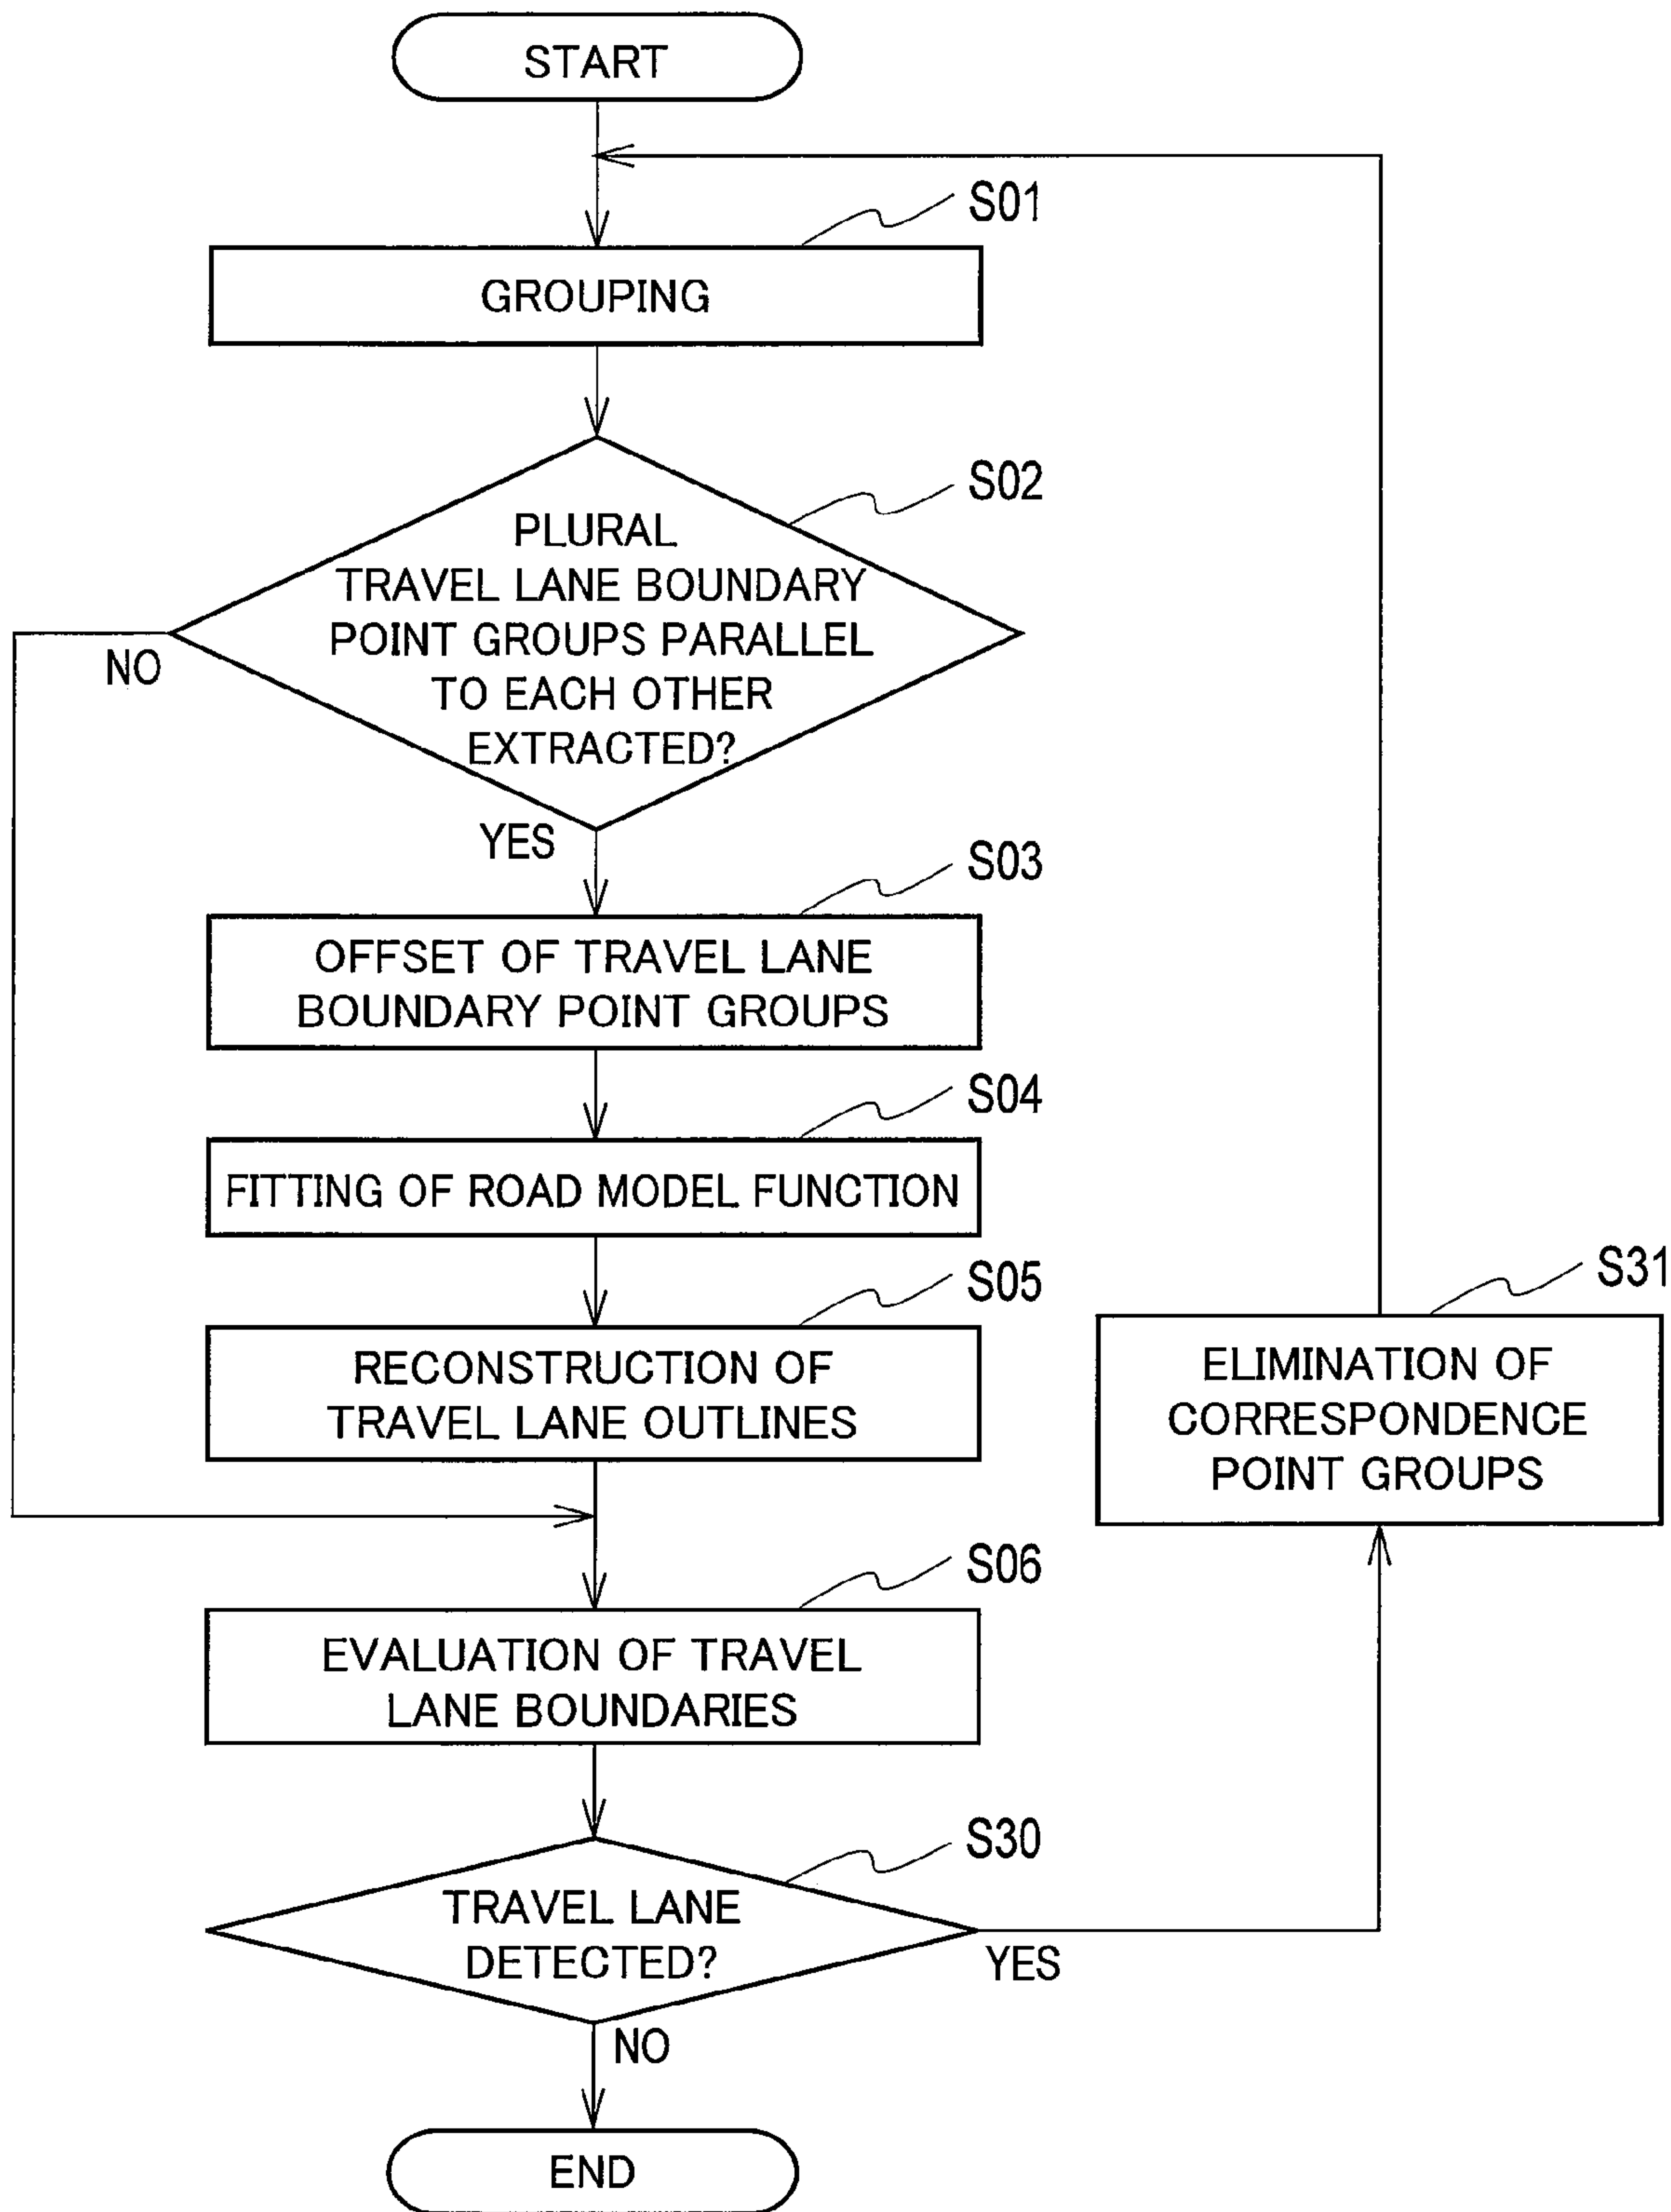 START
S01
GROUPING
S02
PLURAL
TRAVEL LANE BOUNDARY
POINT GROUPS PARALLEL
TO EACH OTHER
EXTRACTED?
NO
YES
S03
OFFSET OF TRAVEL LANE
BOUNDARY POINT GROUPS
S04
FITTING OF ROAD MODEL FUNCTION
S05
RECONSTRUCTION OF
TRAVEL LANE OUTLINES
S31
ELIMINATION OF
CORRESPONDENCE
POINT GROUPS
S06
EVALUATION OF TRAVEL
LANE BOUNDARIES
S30
TRAVEL LANE
DETECTED?
YES
NO
END